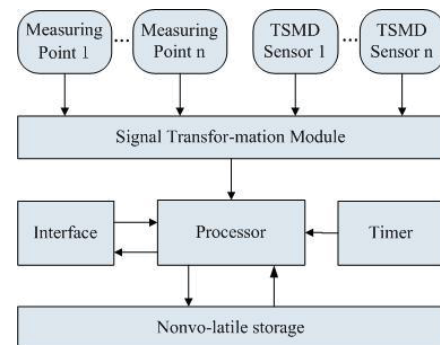 Measuring
Point 1
...
Measuring
Point n
TSMD
Sensor 1
...
TSMD
Sensor n
Signal Transfor-mation Module
Interface
Processor
Timer
Nonvo-latile storage